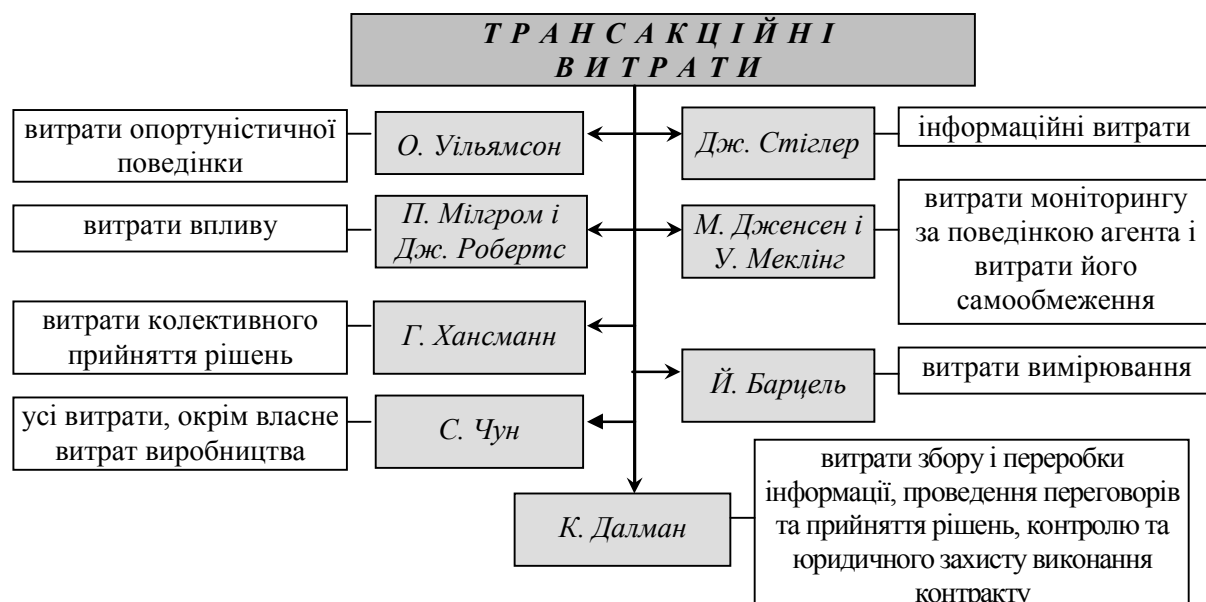 ТРАНСАКЦІЙНІ
ВИТРАТИ
витрати опортуністичної
поведінки
О. Уільямсон
Дж. Стіглер
інформаційні витрати
витрати впливу
П. Мілгром і
Дж. Робертс
М. Дженсен і
У. Меклінг
витрати моніторингу
за поведінкою агента і
витрати його
самообмеження
витрати колективного
прийняття рішень
Г. Хансманн
Й. Барцель
витрати вимірювання
усі витрати, окрім власне
витрат виробництва
С. Чун
К. Далман
витрати збору і переробки
інформації, проведення переговорів
та прийняття рішень, контролю та
юридичного захисту виконання
контракту